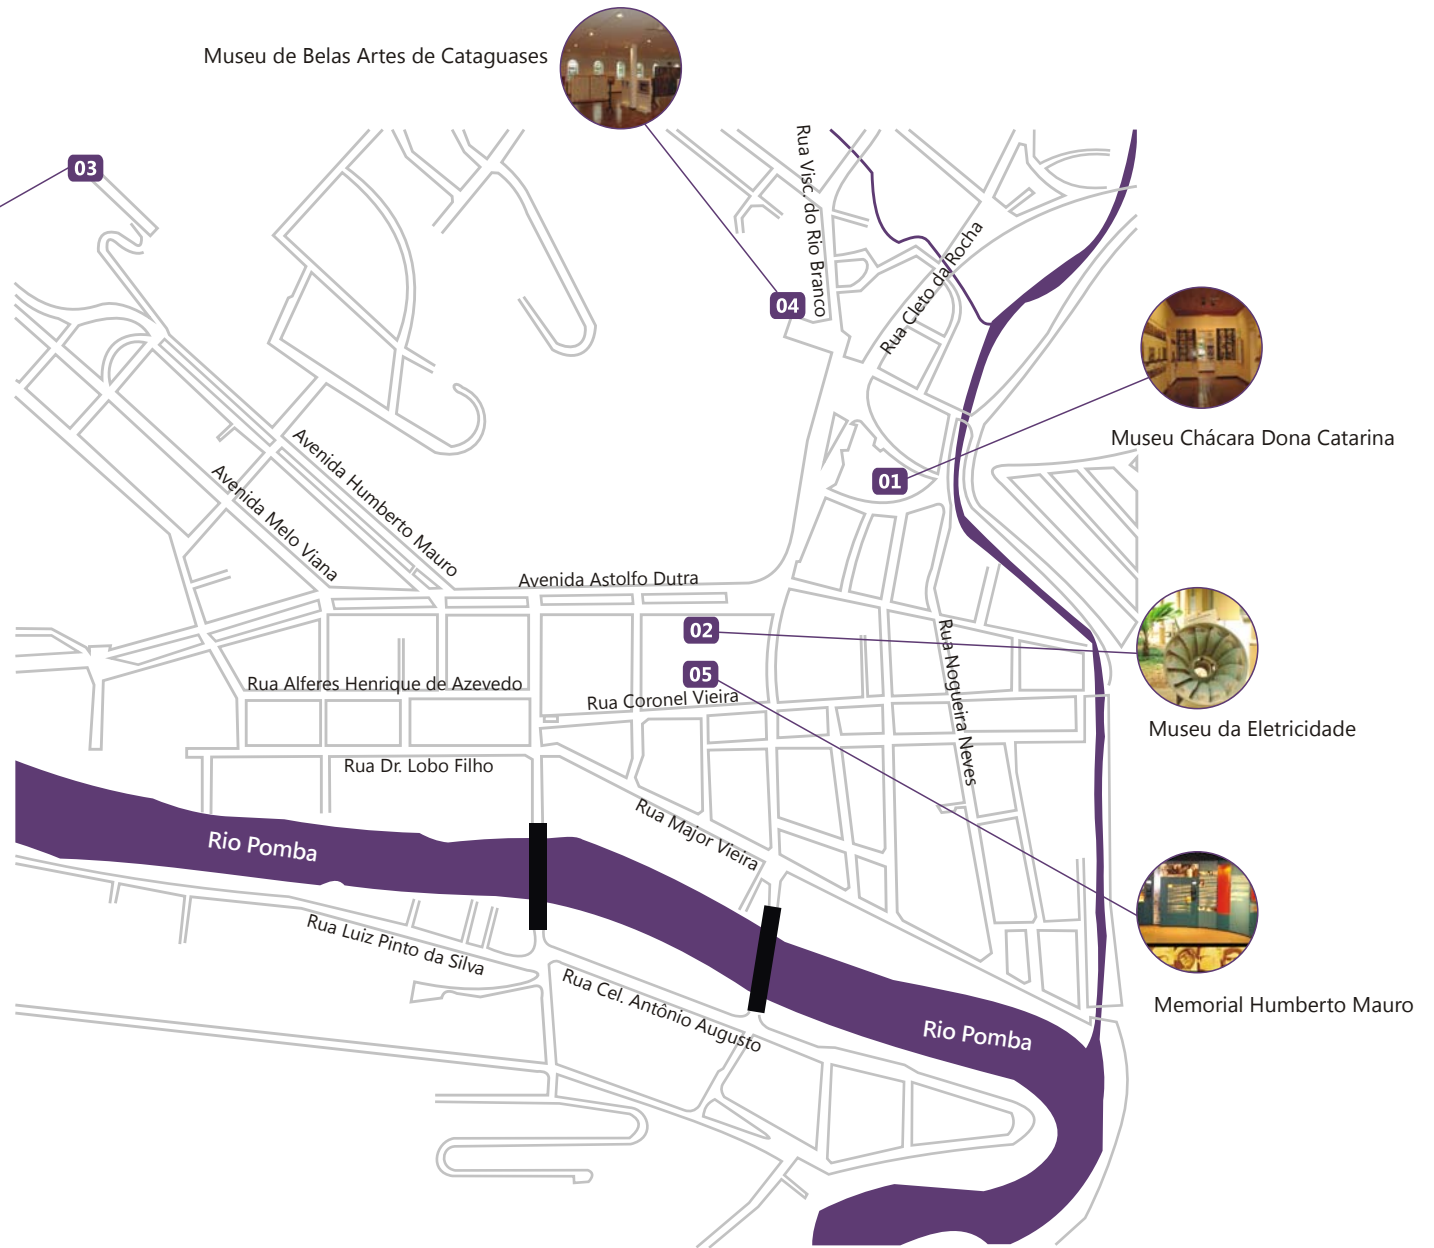 Museu de Belas Artes de Cataguases
03
Rua Visc. do Rio Branco
Rua Cleto da Rocha
04
Museu Chácara Dona Catarina
01
Avenida Humberto Mauro
Avenida Melo Viana
Avenida Astolfo Dutra
02
Rua Nogueira Neves
05
Rua Alferes Henrique de Azevedo
Rua Coronel Vieira
Museu da Eletricidade
Rua Dr. Lobo Filho
Rua Major Vieira
Rio Pomba
Rua Luiz Pinto da Silva
Rua Cel. Antônio Augusto
Rio Pomba
Memorial Humberto Mauro